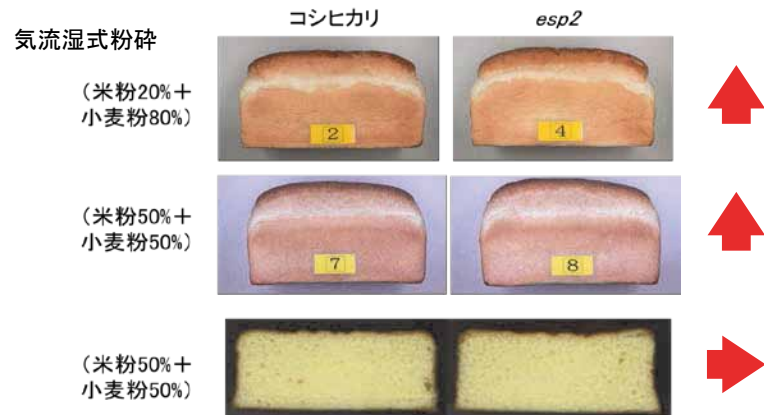 コシヒカリ
esp2
気流湿式粉砕
（米粉20%＋
小麦粉80%）
2
4
（米粉50%＋
小麦粉50%）
7
8
（米粉50%＋
小麦粉50%）